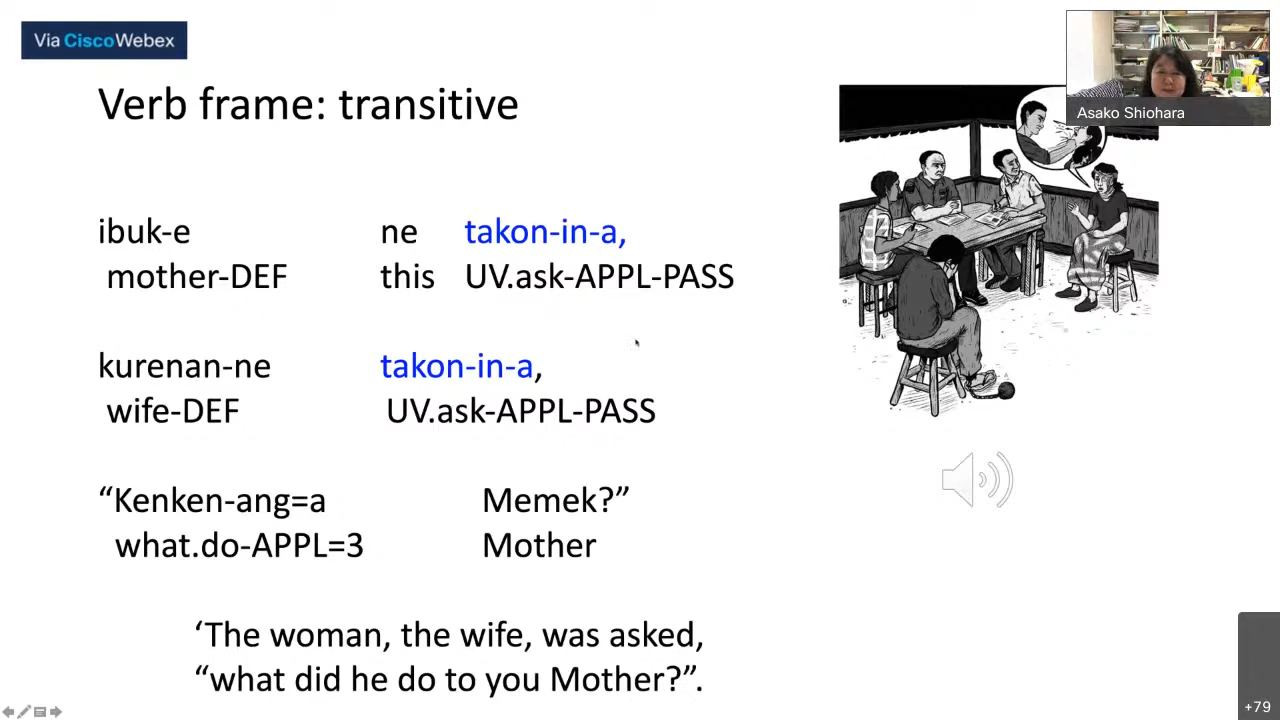 Via CiscoWebex
Asako Shiohara
Verb frame: transitive
ibuk-e ne takon-in-a,
mother-DEF this UV.ask-APPL-PASS
kurenan-ne takon-in-a,
wife-DEF UV.ask-APPL-PASS
“Kenken-ang=a Memek?”
what.do-APPL=3 Mother
‘The woman, the wife, was asked,
“what did he do to you Mother?”.
+79